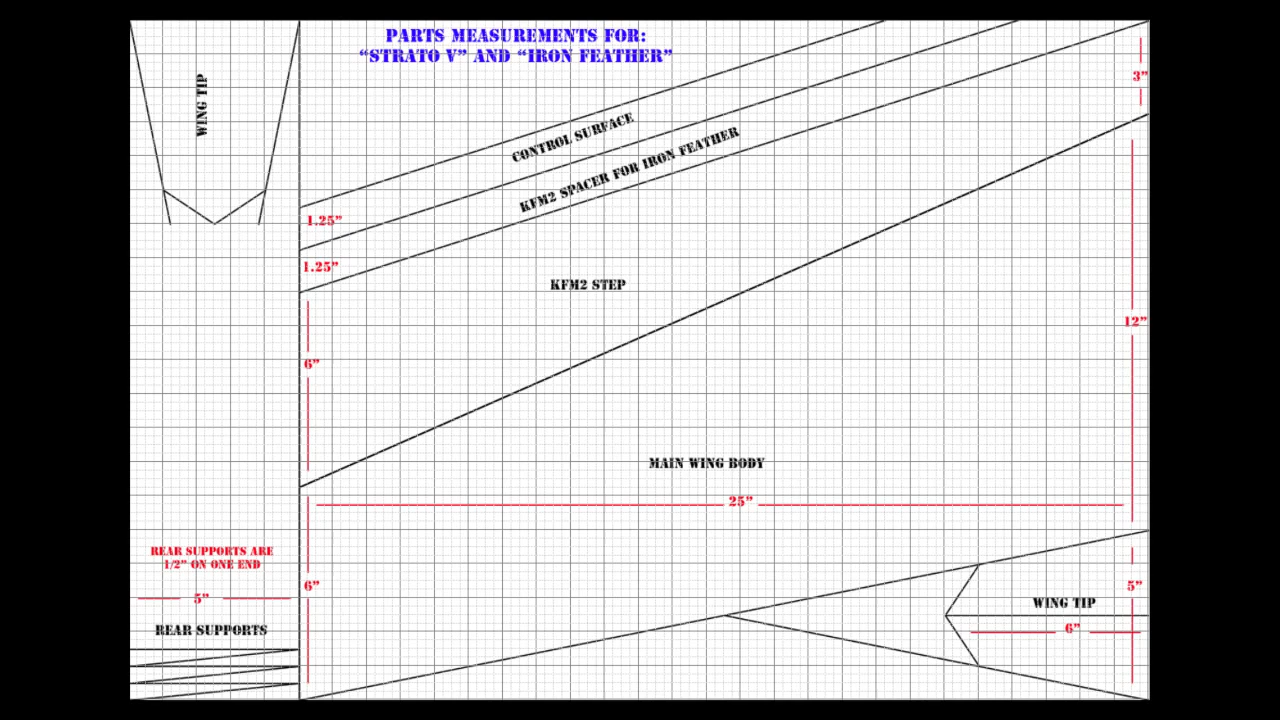 PARTS MEASUREMENTS FOR:
“STRATO V” AND “IRON FEATHER”
WING TIP
3”
CONTROL SURFACE
KFM2 SPACER FOR IRON FEATHER
1.25”
1.25”
KFM2 STEP
12”
6”
MAIN WING BODY
25”
REAR SUPPORTS ARE
1/2” ON ONE END
6”
5”
5”
WING TIP
6”
REAR SUPPORTS